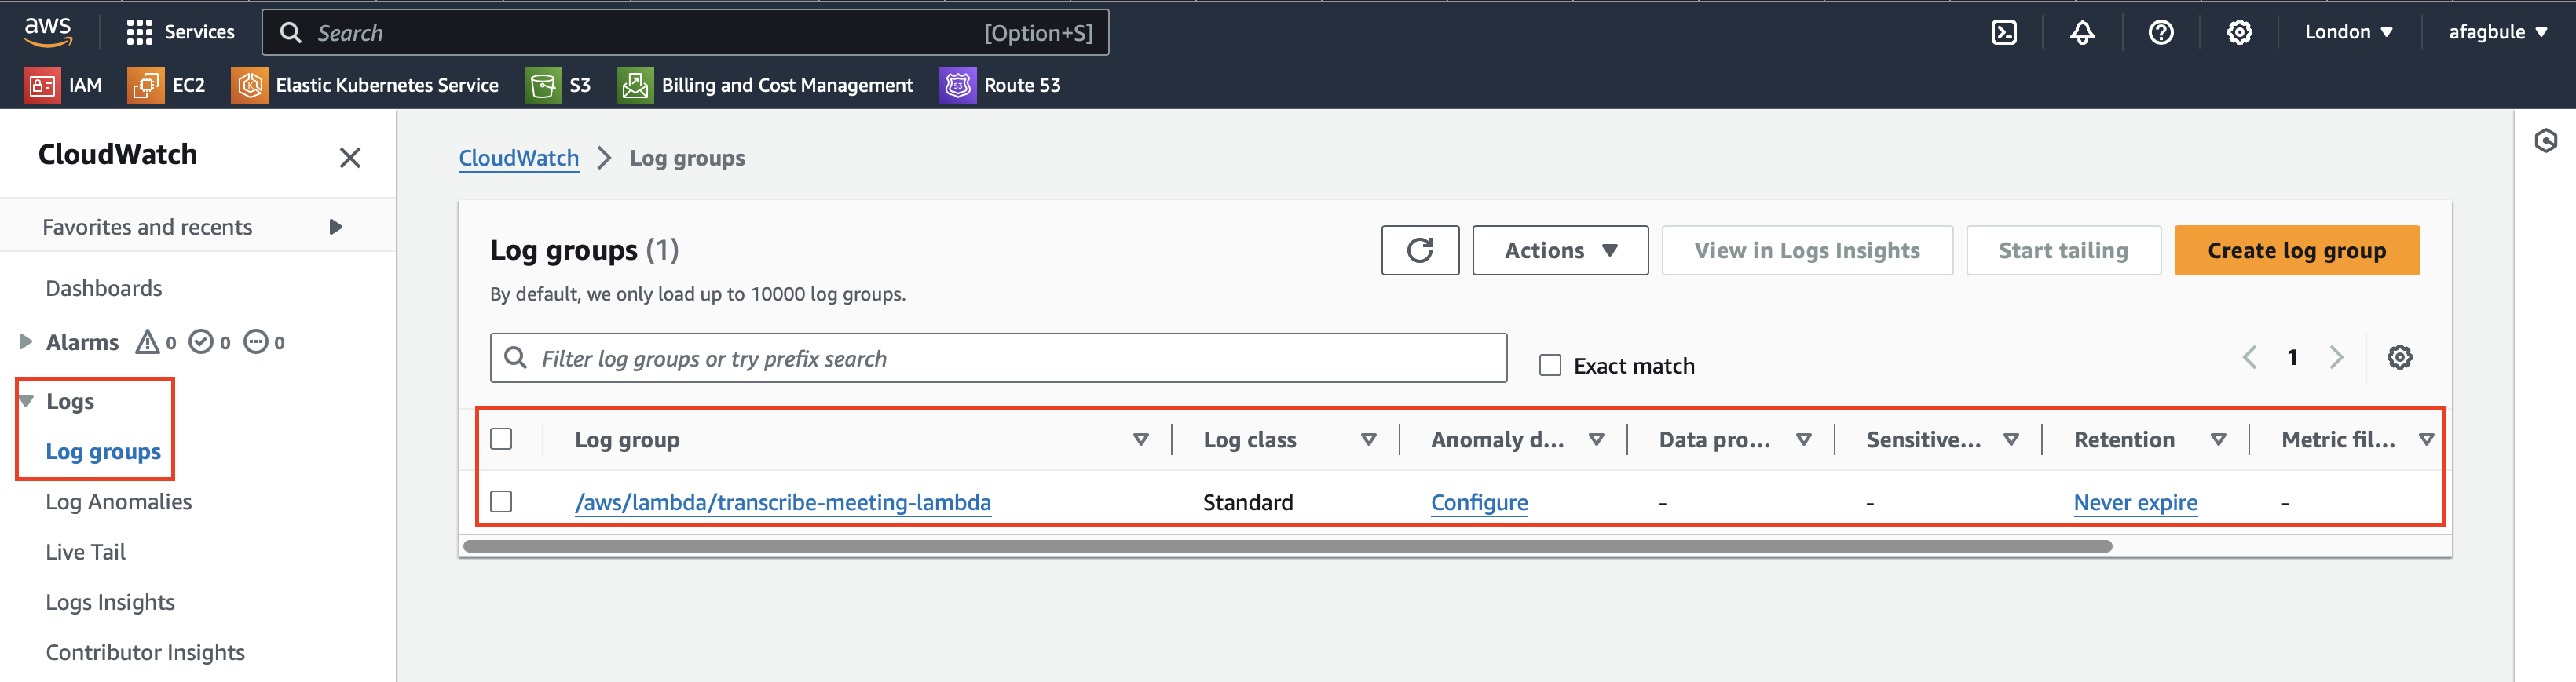 aws Services Search [Option+S] London afagbule
IAM EC2 Elastic Kubernetes Service S3 Billing and Cost Management 53 Route 53
CloudWatch
Favorites and recents
Dashboards
Alarms 0 0 0
Logs
Log groups
Log Anomalies
Live Tail
Logs Insights
Contributor Insights
CloudWatch Log groups
Log groups (1) Actions View in Logs Insights Start tailing Create log group
By default, we only load up to 10000 log groups.
Filter log groups or try prefix search Exact match 1
Log group Log class Anomaly d... Data pro... Sensitive... Retention Metric fil...
/aws/lambda/transcribe-meeting-lambda Standard Configure - - Never expire -